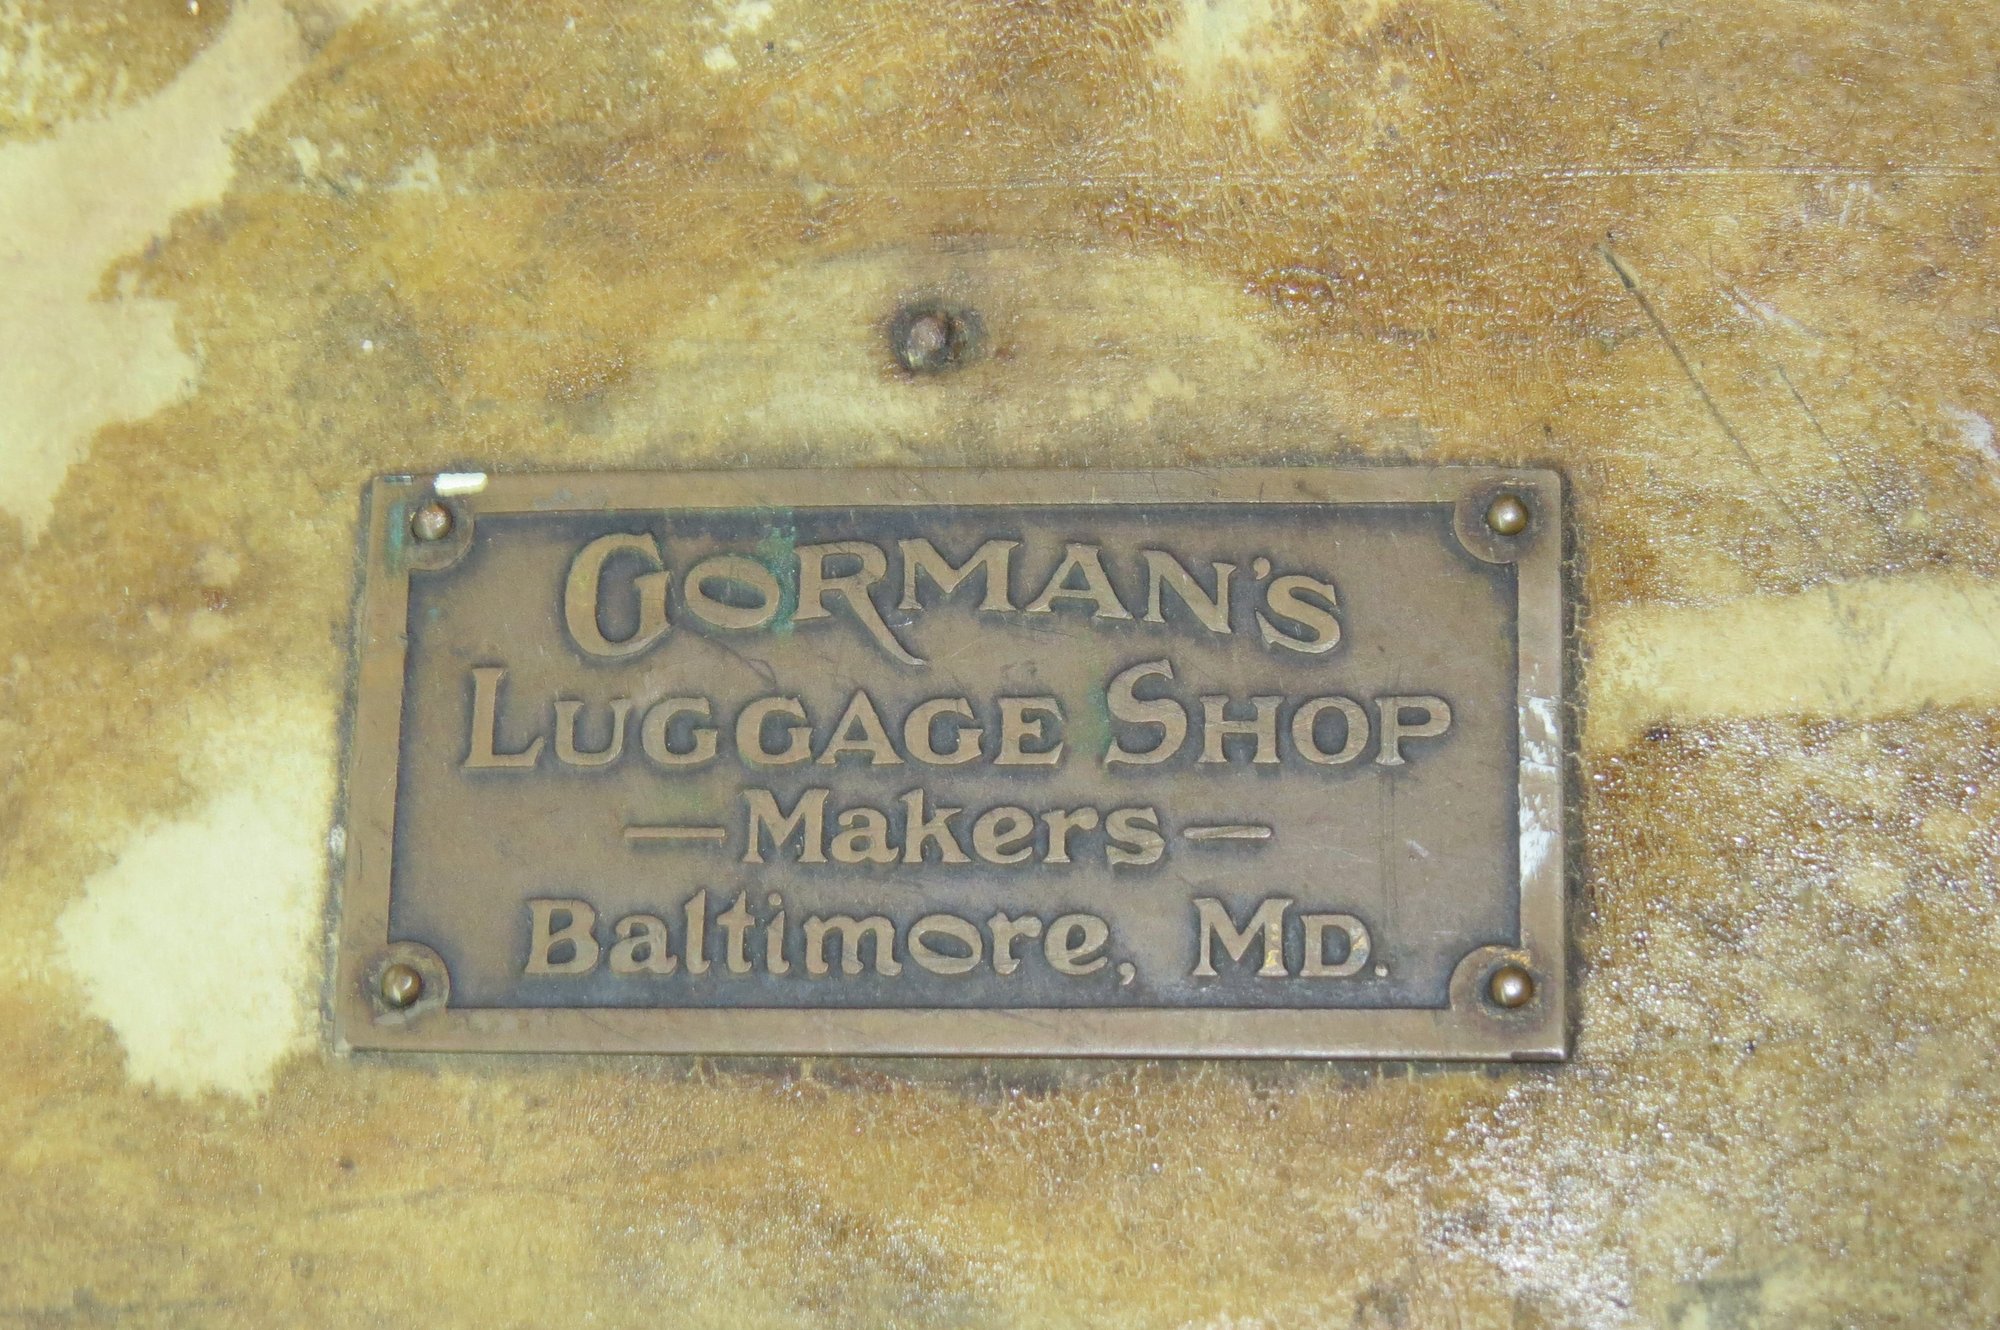 GORMAN'S
LUGGAGE SHOP
— Makers —
Baltimore, MD.